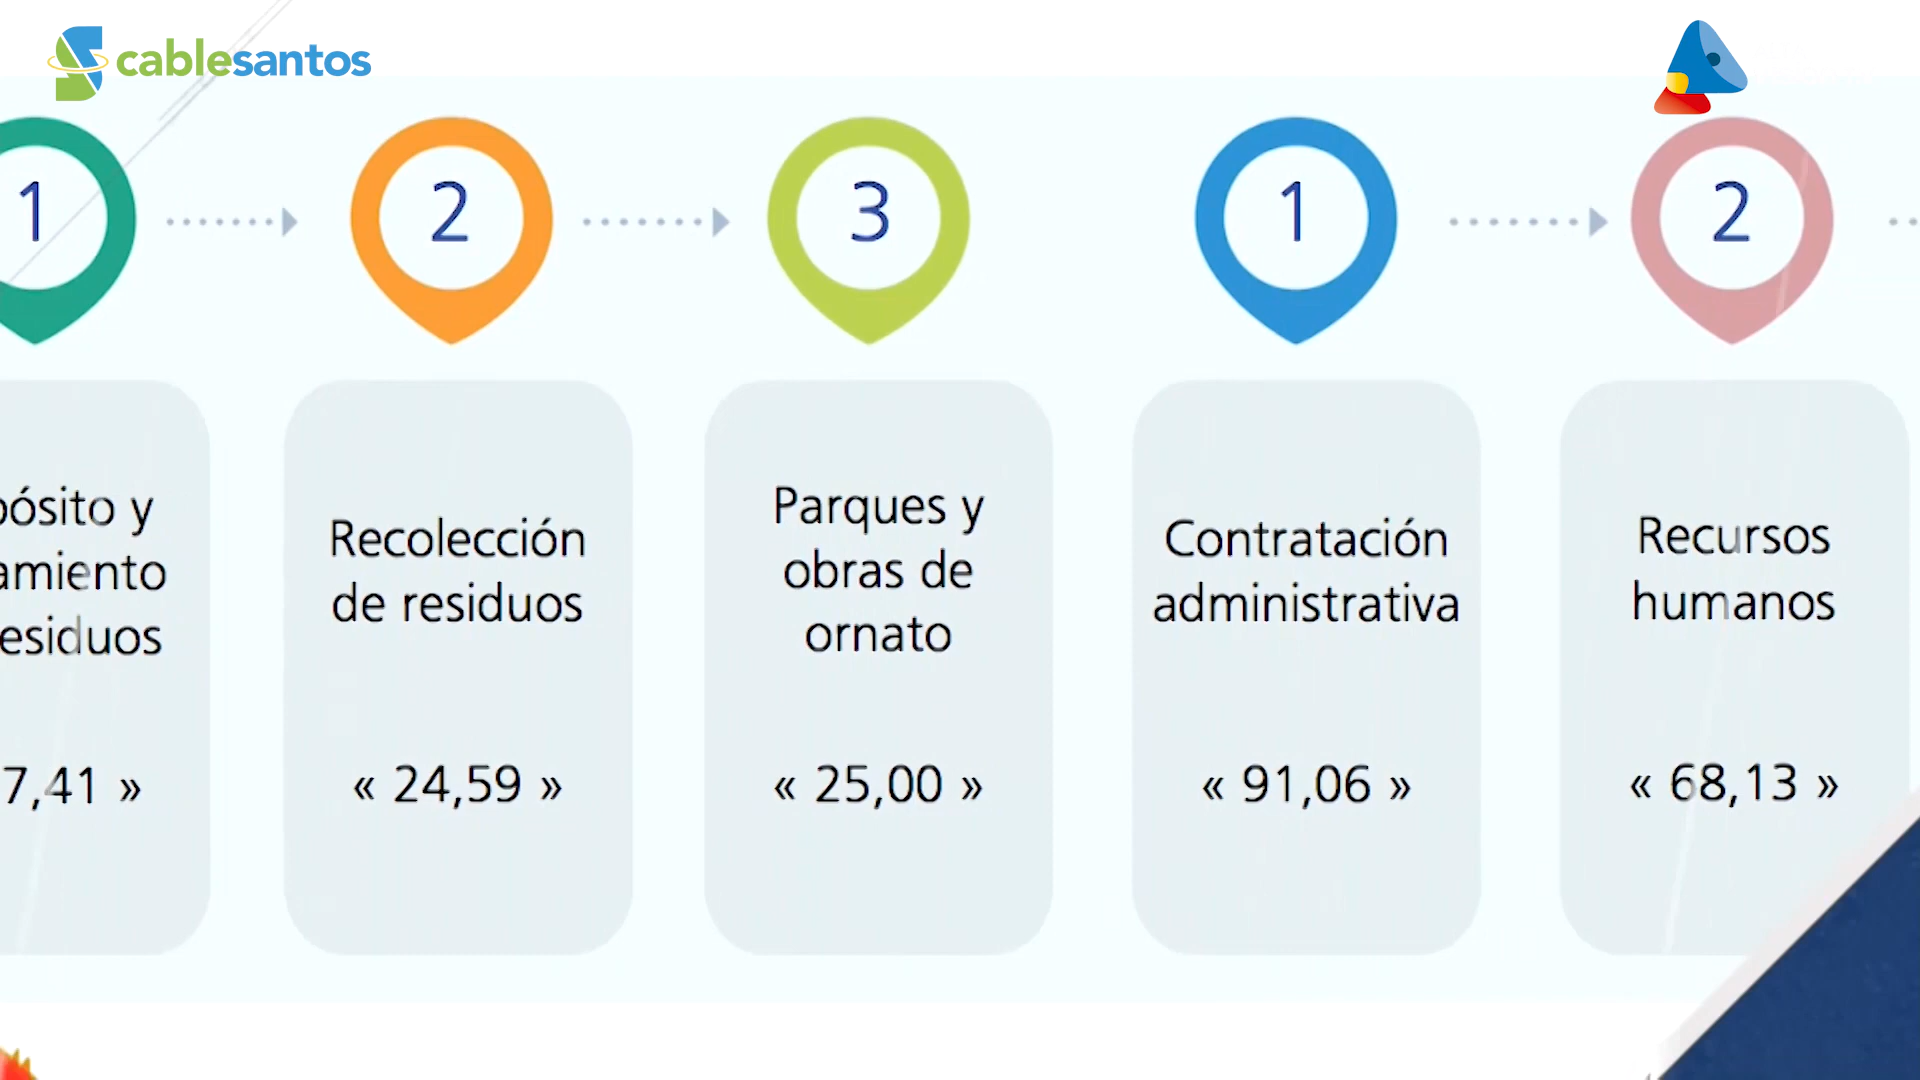 cablesantos
1
2
3
1
2
pósito y
amiento
esiduos
7,41 »
Recolección
de residuos
« 24,59 »
Parques y
obras de
ornato
« 25,00 »
Contratación
administrativa
« 91,06 »
Recursos
humanos
« 68,13 »